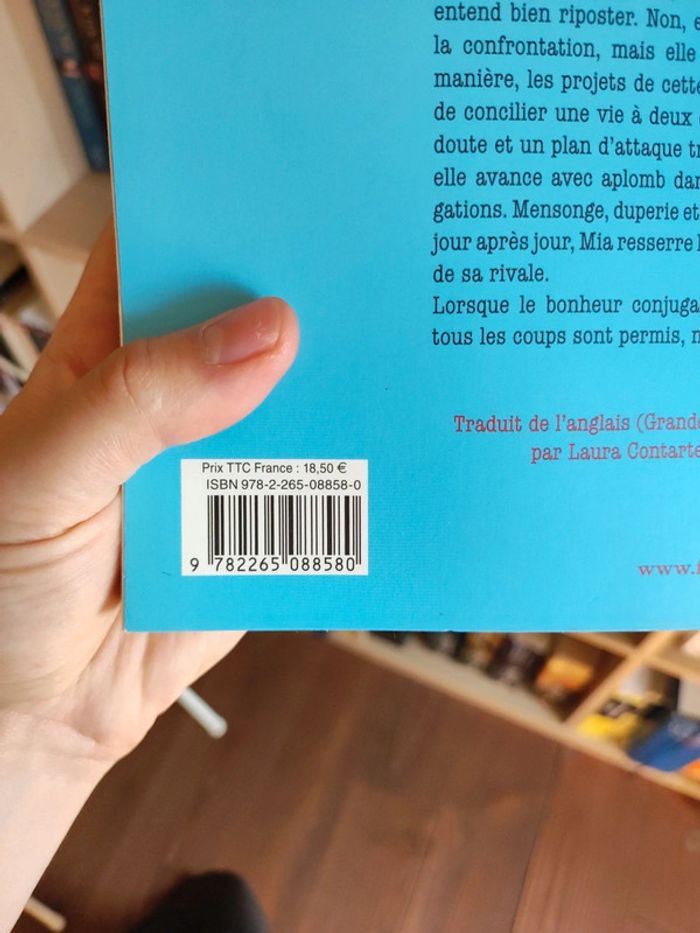 entend bien riposter. Non, e
la confrontation, mais elle
manière, les projets de cette
de concilier une vie à deux
doute et un plan d'attaque tr
elle avance avec aplomb dan
gations. Mensonge, duperie et
jour après jour, Mia resserre l
de sa rivale.
Lorsque le bonheur conjuga
tous les coups sont permis, n
Traduit de l'anglais (Grande
par Laura Contarte
www.f
Prix TTC France : 18,50 €
ISBN 978-2-265-08858-0
9 782265 088580